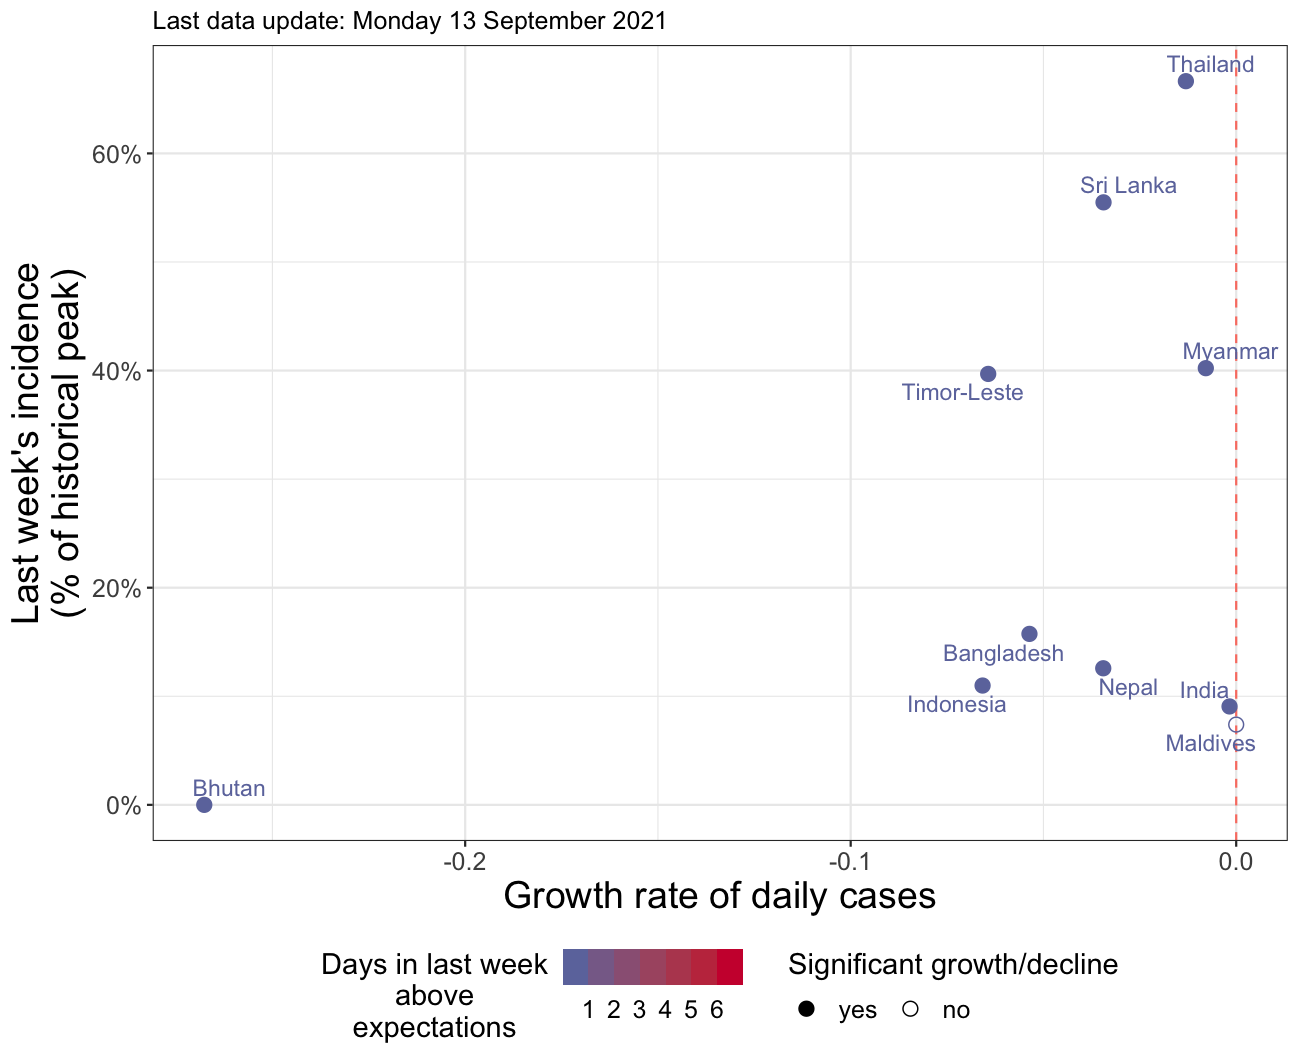 Last data update: Monday 13 September 2021
Thailand
60%
Sri Lanka
Last week's incidence
(% of historical peak)
Myanmar
40%
Timor-Leste
20%
Bangladesh
Nepal
India
Indonesia
Maldives
Bhutan
0%
-0.2
-0.1
0.0
Growth rate of daily cases
Days in last week
above
expectations
1 2 3 4 5 6
Significant growth/decline
yes
no